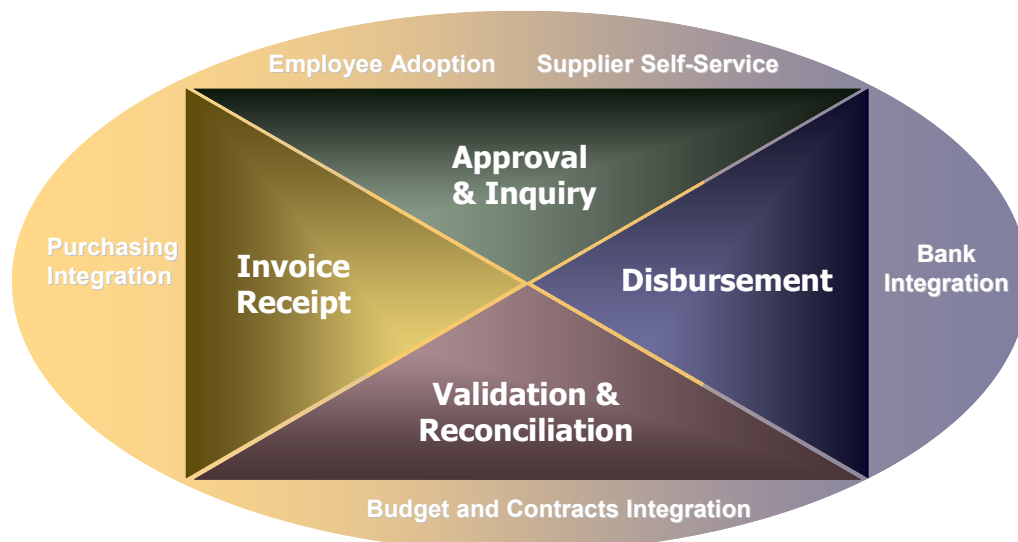 Employee Adoption
Supplier Self-Service
Approval
& Inquiry
Purchasing
Integration
Invoice
Receipt
Disbursement
Bank
Integration
Validation &
Reconciliation
Budget and Contracts Integration